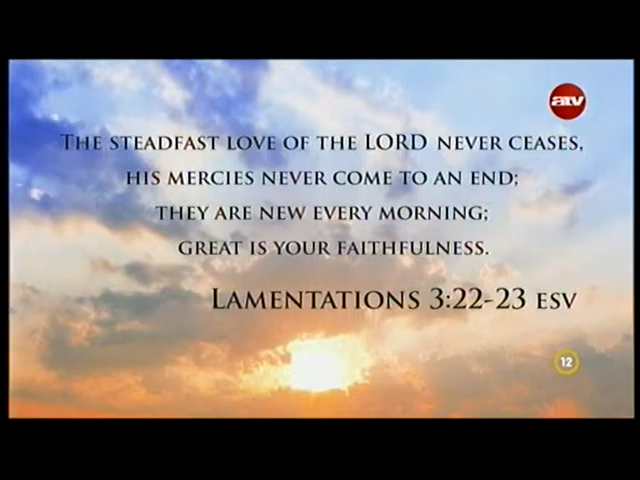 atv
THE STEADFAST LOVE OF THE LORD NEVER CEASES,
HIS MERCIES NEVER COME TO AN END;
THEY ARE NEW EVERY MORNING;
GREAT IS YOUR FAITHFULNESS.
LAMENTATIONS 3:22-23 ESV
12